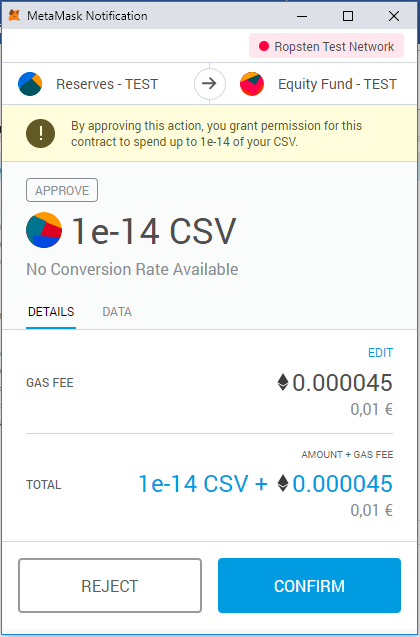 MetaMask Notification
Ropsten Test Network
Reserves - TEST
Equity Fund - TEST
!
By approving this action, you grant permission for this
contract to spend up to 1e-14 of your CSV.
APPROVE
1e-14 CSV
No Conversion Rate Available
DETAILS
DATA
EDIT
GAS FEE
0.000045
0,01 €
AMOUNT + GAS FEE
TOTAL
1e-14 CSV + 0.000045
0,01 €
REJECT
CONFIRM